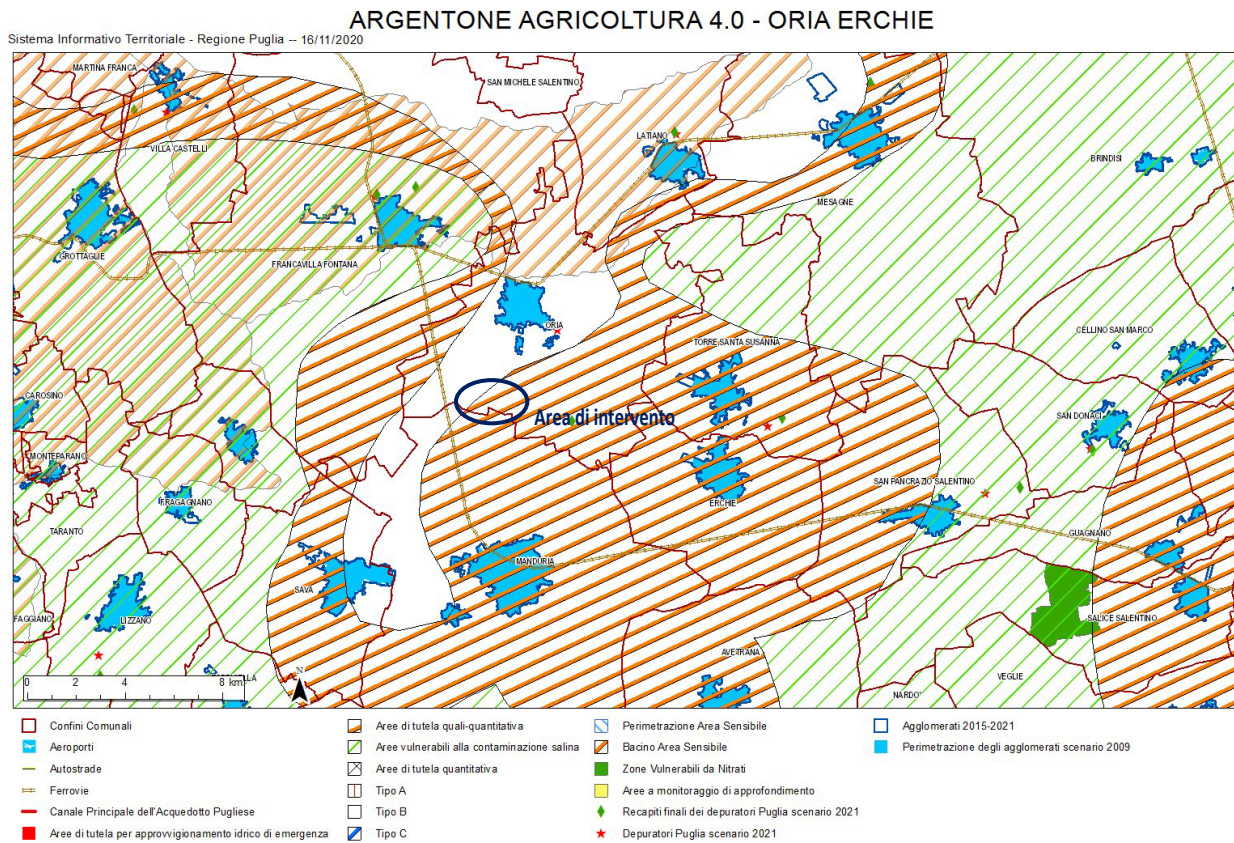 ARGENTONE AGRICOLTURA 4.0 - ORIA ERCHIE
Sistema Informativo Territoriale - Regione Puglia -- 16/11/2020
MARTINA FRANCA
SAN MICHELE SALENTINO
LATIANO
VILLA CASTELLI
BRINDISI
MESAGNE
GROTTAGLIE
FRANCAVILLA FONTANA
ORIA
CELLINO SAN MARCO
TORRE SANTA SUSANNA
CAROSINO
Area di intervento
SAN DONACI
MONTEPARANO
SAN PANCRAZIO SALENTINO
FRAGAGNANO
ERCHIE
TARANTO
GUAGNANO
MANDURIA
SAVA
FAGGIANO
LIZZANO
SALICE SALENTINO
AVETRANA
VEGLIE
NARDO'
N
0 2 4 8 km
Confini Comunali
Aeroporti
Autostrade
Ferrovie
Canale Principale dell'Acquedotto Pugliese
Aree di tutela per approvvigionamento idrico di emergenza
Aree di tutela quali-quantitativa
Aree vulnerabili alla contaminazione salina
Aree di tutela quantitativa
Tipo A
Tipo B
Tipo C
Perimetrazione Area Sensibile
Bacino Area Sensibile
Zone Vulnerabili da Nitrati
Aree a monitoraggio di approfondimento
Recapiti finali dei depuratori Puglia scenario 2021
Depuratori Puglia scenario 2021
Agglomerati 2015-2021
Perimetrazione degli agglomerati scenario 2009